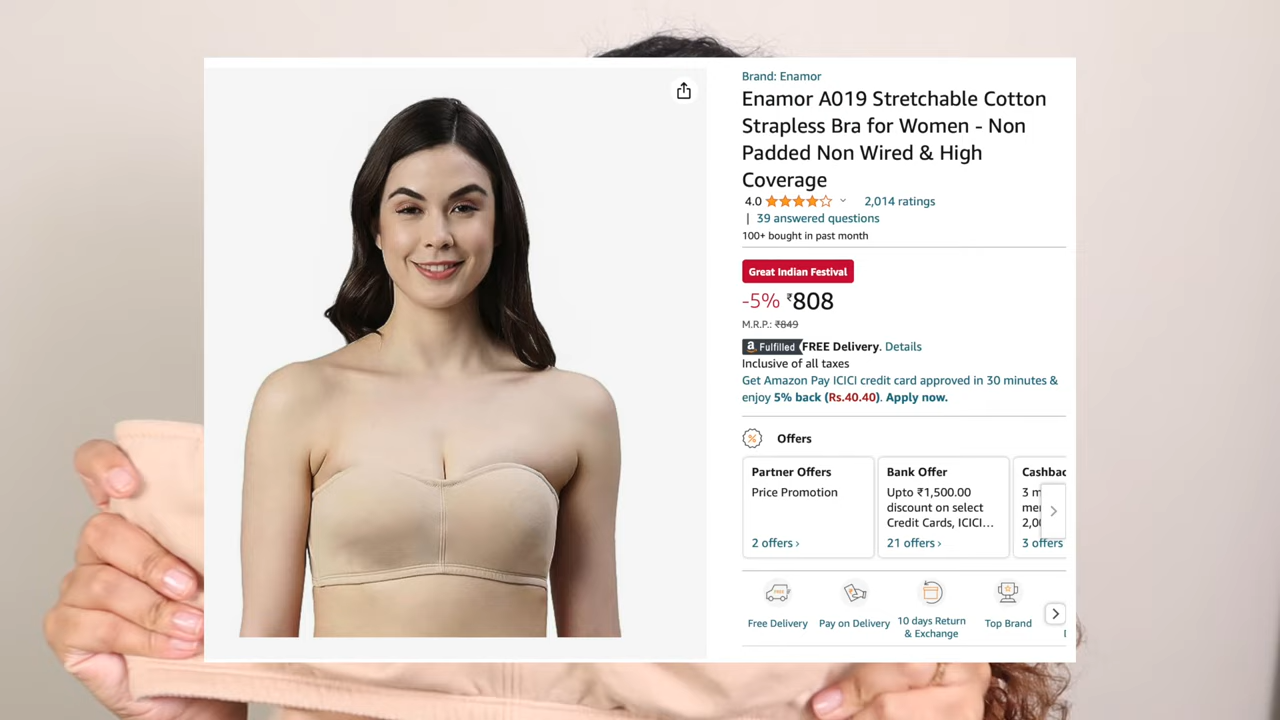 Brand: Enamor
Enamor A019 Stretchable Cotton
Strapless Bra for Women - Non
Padded Non Wired & High
Coverage
4.0 2,014 ratings
| 39 answered questions
100+ bought in past month
Great Indian Festival
-5% ₹808
M.R.P.: ₹849
a Fulfilled FREE Delivery. Details
Inclusive of all taxes
Get Amazon Pay ICICI credit card approved in 30 minutes &
enjoy 5% back (Rs.40.40). Apply now.
% Offers
Partner Offers
Price Promotion
2 offers ›
Bank Offer
Upto ₹1,500.00
discount on select
Credit Cards, ICICI...
21 offers ›
3 offers
FREE
Free Delivery
Pay on Delivery
10 days Return
& Exchange
Top Brand